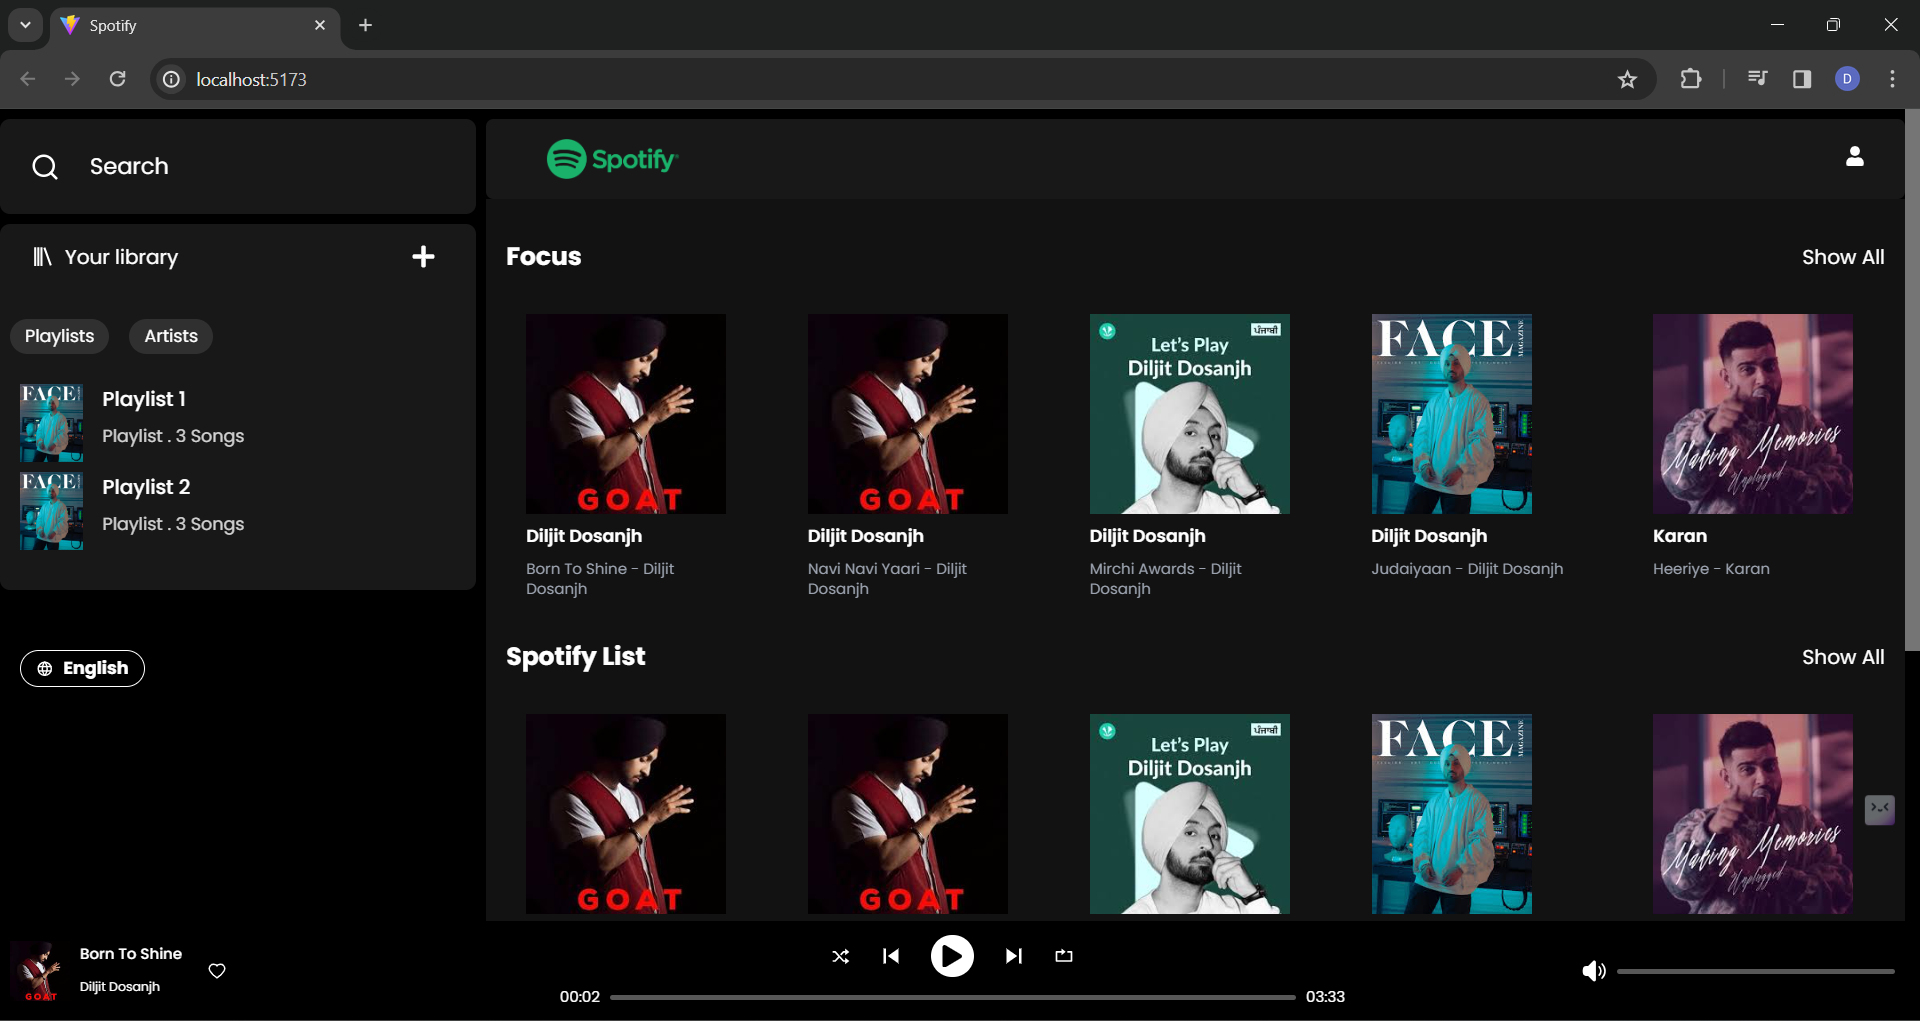 Spotify
localhost:5173
D
Search
Spotify
Your library
Playlists
Artists
FACE
Playlist 1
Playlist . 3 Songs
FACE
Playlist 2
Playlist . 3 Songs
English
Focus
Show All
GOAT
Diljit Dosanjh
Born To Shine - Diljit
Dosanjh
GOAT
Diljit Dosanjh
Navi Navi Yaari - Diljit
Dosanjh
ਪੰਜਾਬੀ
Let's Play
Diljit Dosanjh
Diljit Dosanjh
Mirchi Awards - Diljit
Dosanjh
FACE
MAGAZINE
Diljit Dosanjh
Judaiyaan - Diljit Dosanjh
Making Memories
Unplugged
Karan
Heeriye - Karan
Spotify List
Show All
GOAT
GOAT
ਪੰਜਾਬੀ
Let's Play
Diljit Dosanjh
FACE
MAGAZINE
Making Memories
Unplugged
GOAT
Born To Shine
Diljit Dosanjh
00:02
03:33